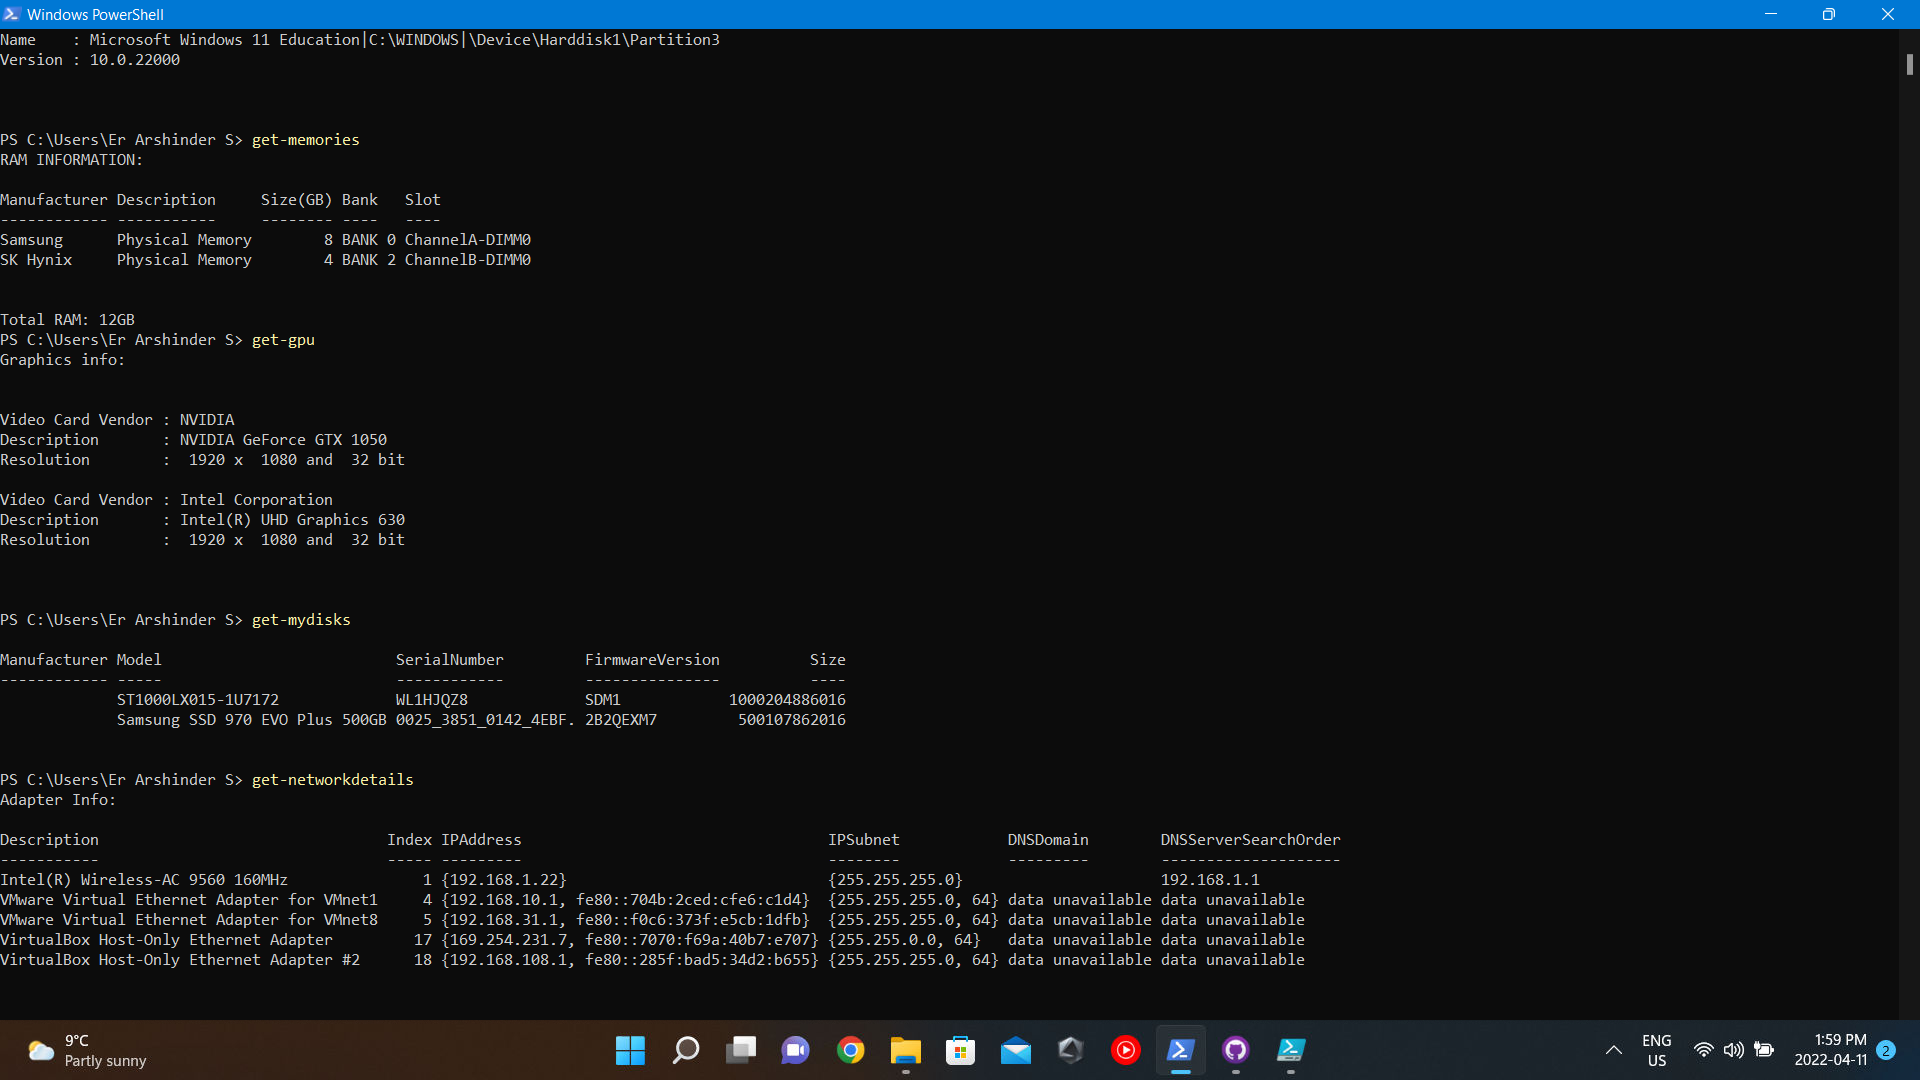 Windows PowerShell
Name    : Microsoft Windows 11 Education|C:\WINDOWS|\Device\Harddisk1\Partition3
Version : 10.0.22000
PS C:\Users\Er Arshinder S> get-memories
RAM INFORMATION:
Manufacturer Description     Size(GB) Bank   Slot
------------ -----------     -------- ----   ----
Samsung      Physical Memory        8 BANK 0 ChannelA-DIMM0
SK Hynix     Physical Memory        4 BANK 2 ChannelB-DIMM0
Total RAM: 12GB
PS C:\Users\Er Arshinder S> get-gpu
Graphics info:
Video Card Vendor : NVIDIA
Description       : NVIDIA GeForce GTX 1050
Resolution        :  1920 x  1080 and  32 bit
Video Card Vendor : Intel Corporation
Description       : Intel(R) UHD Graphics 630
Resolution        :  1920 x  1080 and  32 bit
PS C:\Users\Er Arshinder S> get-mydisks
Manufacturer Model                          SerialNumber         FirmwareVersion          Size
------------ -----                          ------------         ---------------          ----
             ST1000LX015-1U7172             WL1HJQZ8             SDM1            1000204886016
             Samsung SSD 970 EVO Plus 500GB 0025_3851_0142_4EBF. 2B2QEXM7         500107862016
PS C:\Users\Er Arshinder S> get-networkdetails
Adapter Info:
Description                                Index IPAddress                                  IPSubnet            DNSDomain        DNSServerSearchOrder
-----------                                ----- ---------                                  --------            ---------        --------------------
Intel(R) Wireless-AC 9560 160MHz               1 {192.168.1.22}                             {255.255.255.0}                      192.168.1.1
VMware Virtual Ethernet Adapter for VMnet1     4 {192.168.10.1, fe80::704b:2ced:cfe6:c1d4}  {255.255.255.0, 64} data unavailable data unavailable
VMware Virtual Ethernet Adapter for VMnet8     5 {192.168.31.1, fe80::f0c6:373f:e5cb:1dfb}  {255.255.255.0, 64} data unavailable data unavailable
VirtualBox Host-Only Ethernet Adapter         17 {169.254.231.7, fe80::7070:f69a:40b7:e707} {255.255.0.0, 64}   data unavailable data unavailable
VirtualBox Host-Only Ethernet Adapter #2      18 {192.168.108.1, fe80::285f:bad5:34d2:b655} {255.255.255.0, 64} data unavailable data unavailable
9°C
Partly sunny
ENG
US
1:59 PM
2022-04-11
2